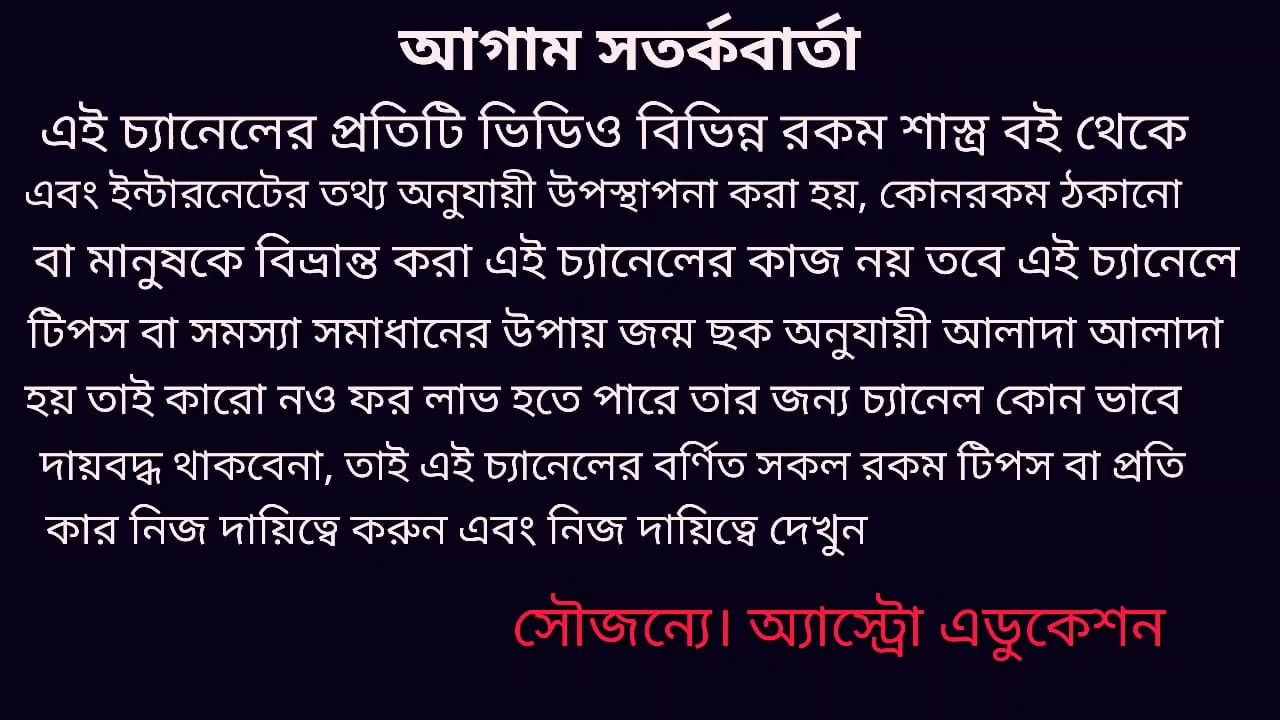 আগাম সতর্কবার্তা
এই চ্যানেলের প্রতিটি ভিডিও বিভিন্ন রকম শাস্ত্র বই থেকে
এবং ইন্টারনেটের তথ্য অনুযায়ী উপস্থাপনা করা হয়, কোনরকম ঠকানো
বা মানুষকে বিভ্রান্ত করা এই চ্যানেলের কাজ নয় তবে এই চ্যানেলে
টিপস বা সমস্যা সমাধানের উপায় জন্ম ছক অনুযায়ী আলাদা আলাদা
হয় তাই কারো নও ফর লাভ হতে পারে তার জন্য চ্যানেল কোন ভাবে
দায়বদ্ধ থাকবেনা, তাই এই চ্যানেলের বর্ণিত সকল রকম টিপস বা প্রতি
কার নিজ দায়িত্বে করুন এবং নিজ দায়িত্বে দেখুন
সৌজন্যে। অ্যাস্ট্রো এডুকেশন